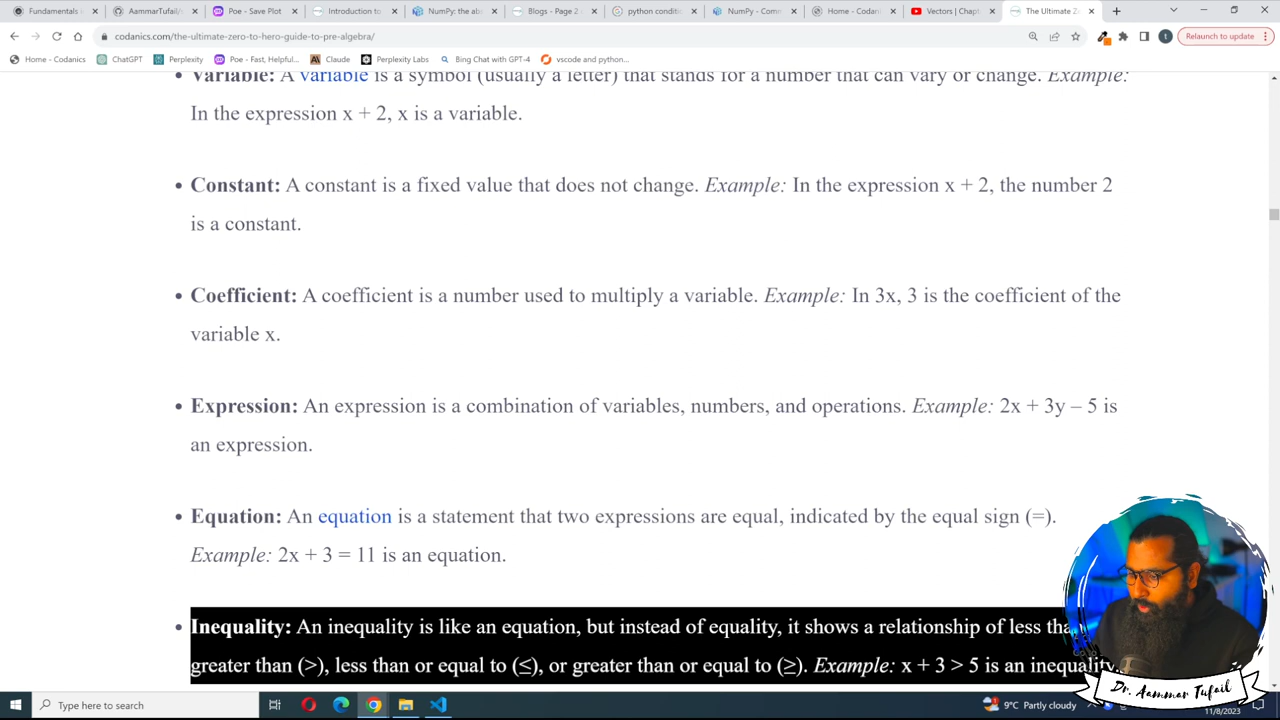 Fundamentals
AammarTufail/
Poe - Save Plot
Introduction to
NumPy: the ab
Blogs - Page 2
python conditi
NumPy - Com
Home - Codani
Vectors | Chapt
The Ultimate Ze
codanics.com/the-ultimate-zero-to-hero-guide-to-pre-algebra/
t
Relaunch to update
Home - Codanics
ChatGPT
Perplexity
Poe - Fast, Helpful...
Claude
Perplexity Labs
Bing Chat with GPT-4
vscode and python...
Variable: A variable is a symbol (usually a letter) that stands for a number that can vary or change. Example:
In the expression x + 2, x is a variable.
Constant: A constant is a fixed value that does not change. Example: In the expression x + 2, the number 2
is a constant.
Coefficient: A coefficient is a number used to multiply a variable. Example: In 3x, 3 is the coefficient of the
variable x.
Expression: An expression is a combination of variables, numbers, and operations. Example: 2x + 3y – 5 is
an expression.
Equation: An equation is a statement that two expressions are equal, indicated by the equal sign (=).
Example: 2x + 3 = 11 is an equation.
Inequality: An inequality is like an equation, but instead of equality, it shows a relationship of less tha
greater than (>), less than or equal to (≤), or greater than or equal to (≥). Example: x + 3 > 5 is an inequality.
Dr. Aammar Tufail
Type here to search
9°C Partly cloudy
11/8/2023